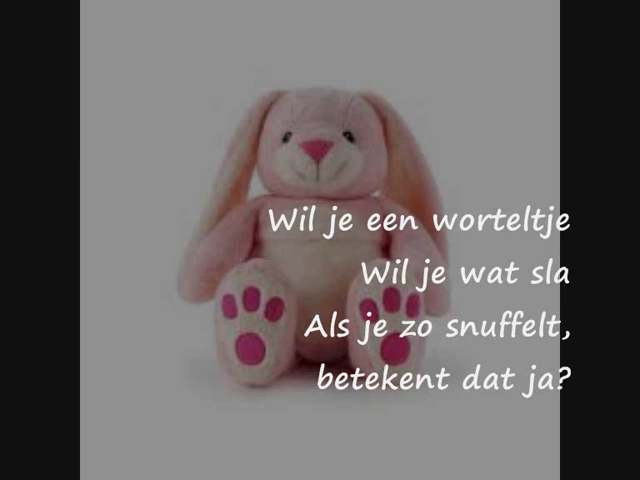 Wil je een worteltje
Wil je wat sla
Als je zo snuffelt,
betekent dat ja?